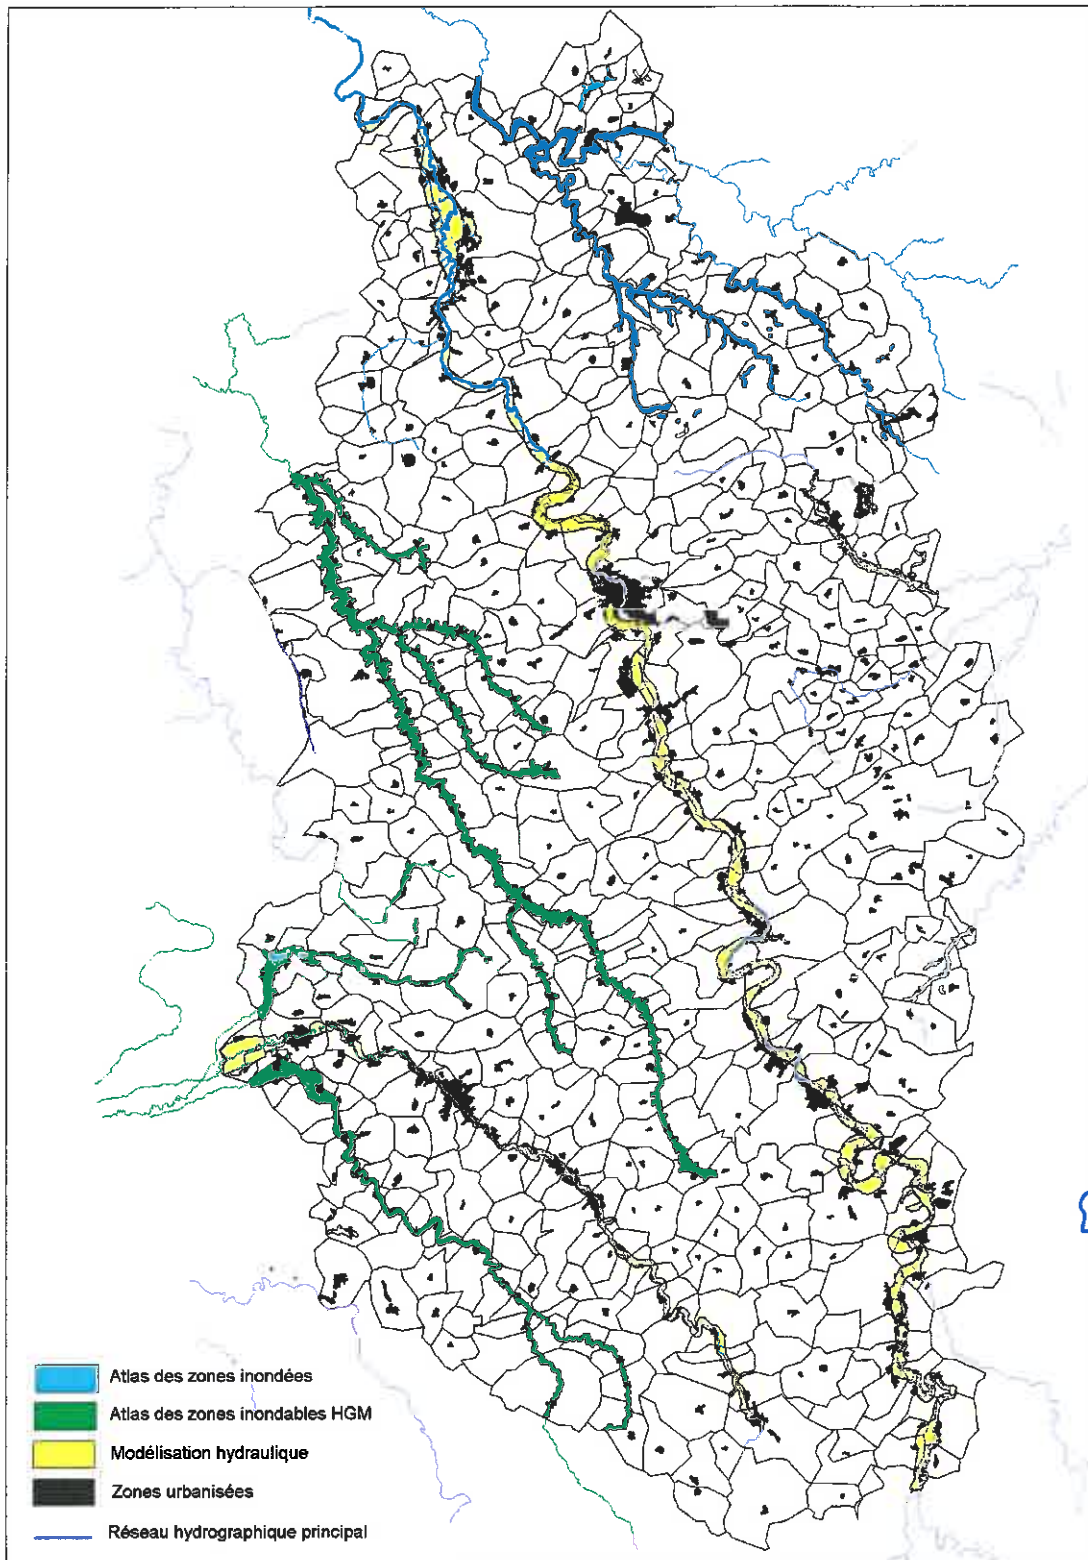 Atlas des zones inondées
Atlas des zones inondables HGM
Modélisation hydraulique
Zones urbanisées
Réseau hydrographique principal